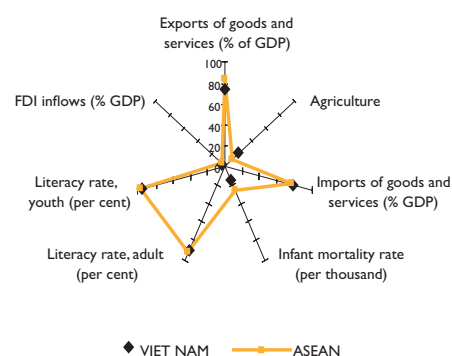 Exports of goods and
services (% of GDP)
100
80
60
40
20
0
FDI inflows (% GDP)
Agriculture
Literacy rate,
youth (per cent)
Imports of goods and
services (% GDP)
Literacy rate, adult
(per cent)
Infant mortality rate
(per thousand)
VIET NAM
ASEAN